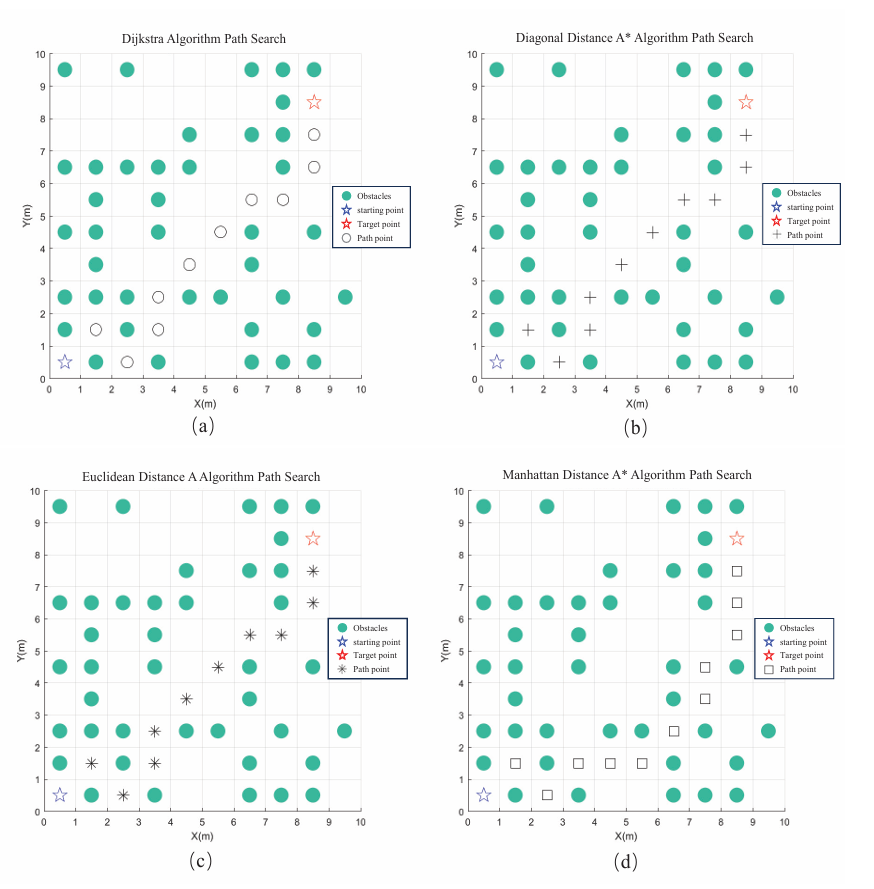 Dijkstra Algorithm Path Search
10
9
8
7
6
5
4
3
2
1
0
Y(m)
0 1 2 3 4 5 6 7 8 9 10
X(m)
Obstacles
starting point
Target point
Path point
(a)
Diagonal Distance A* Algorithm Path Search
10
9
8
7
6
5
4
3
2
1
0
Y(m)
0 1 2 3 4 5 6 7 8 9 10
X(m)
Obstacles
starting point
Target point
Path point
(b)
Euclidean Distance A Algorithm Path Search
10
9
8
7
6
5
4
3
2
1
0
Y(m)
0 1 2 3 4 5 6 7 8 9 10
X(m)
Obstacles
starting point
Target point
Path point
(c)
Manhattan Distance A* Algorithm Path Search
10
9
8
7
6
5
4
3
2
1
0
Y(m)
0 1 2 3 4 5 6 7 8 9 10
X(m)
Obstacles
starting point
Target point
Path point
(d)